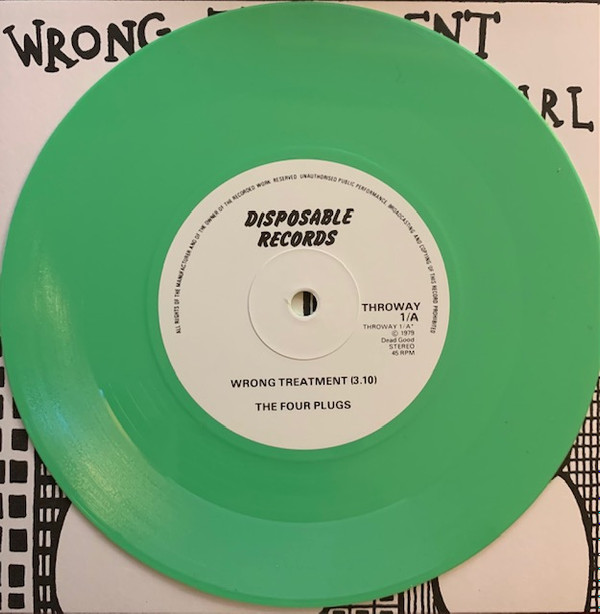 WRONG
ENT
RL
ALL RIGHTS OF THE MANUFACTURER AND OF THE OWNER OF THE RECORDED WORK RESERVED UNAUTHORISED PUBLIC PERFORMANCE BROADCASTING AND COPYING OF THIS RECORD PROHIBITED
DISPOSABLE
RECORDS
THROWAY
1/A
THROWAY 1/A*
© 1979
Dead Good
STEREO
45 RPM
WRONG TREATMENT (3.10)
THE FOUR PLUGS